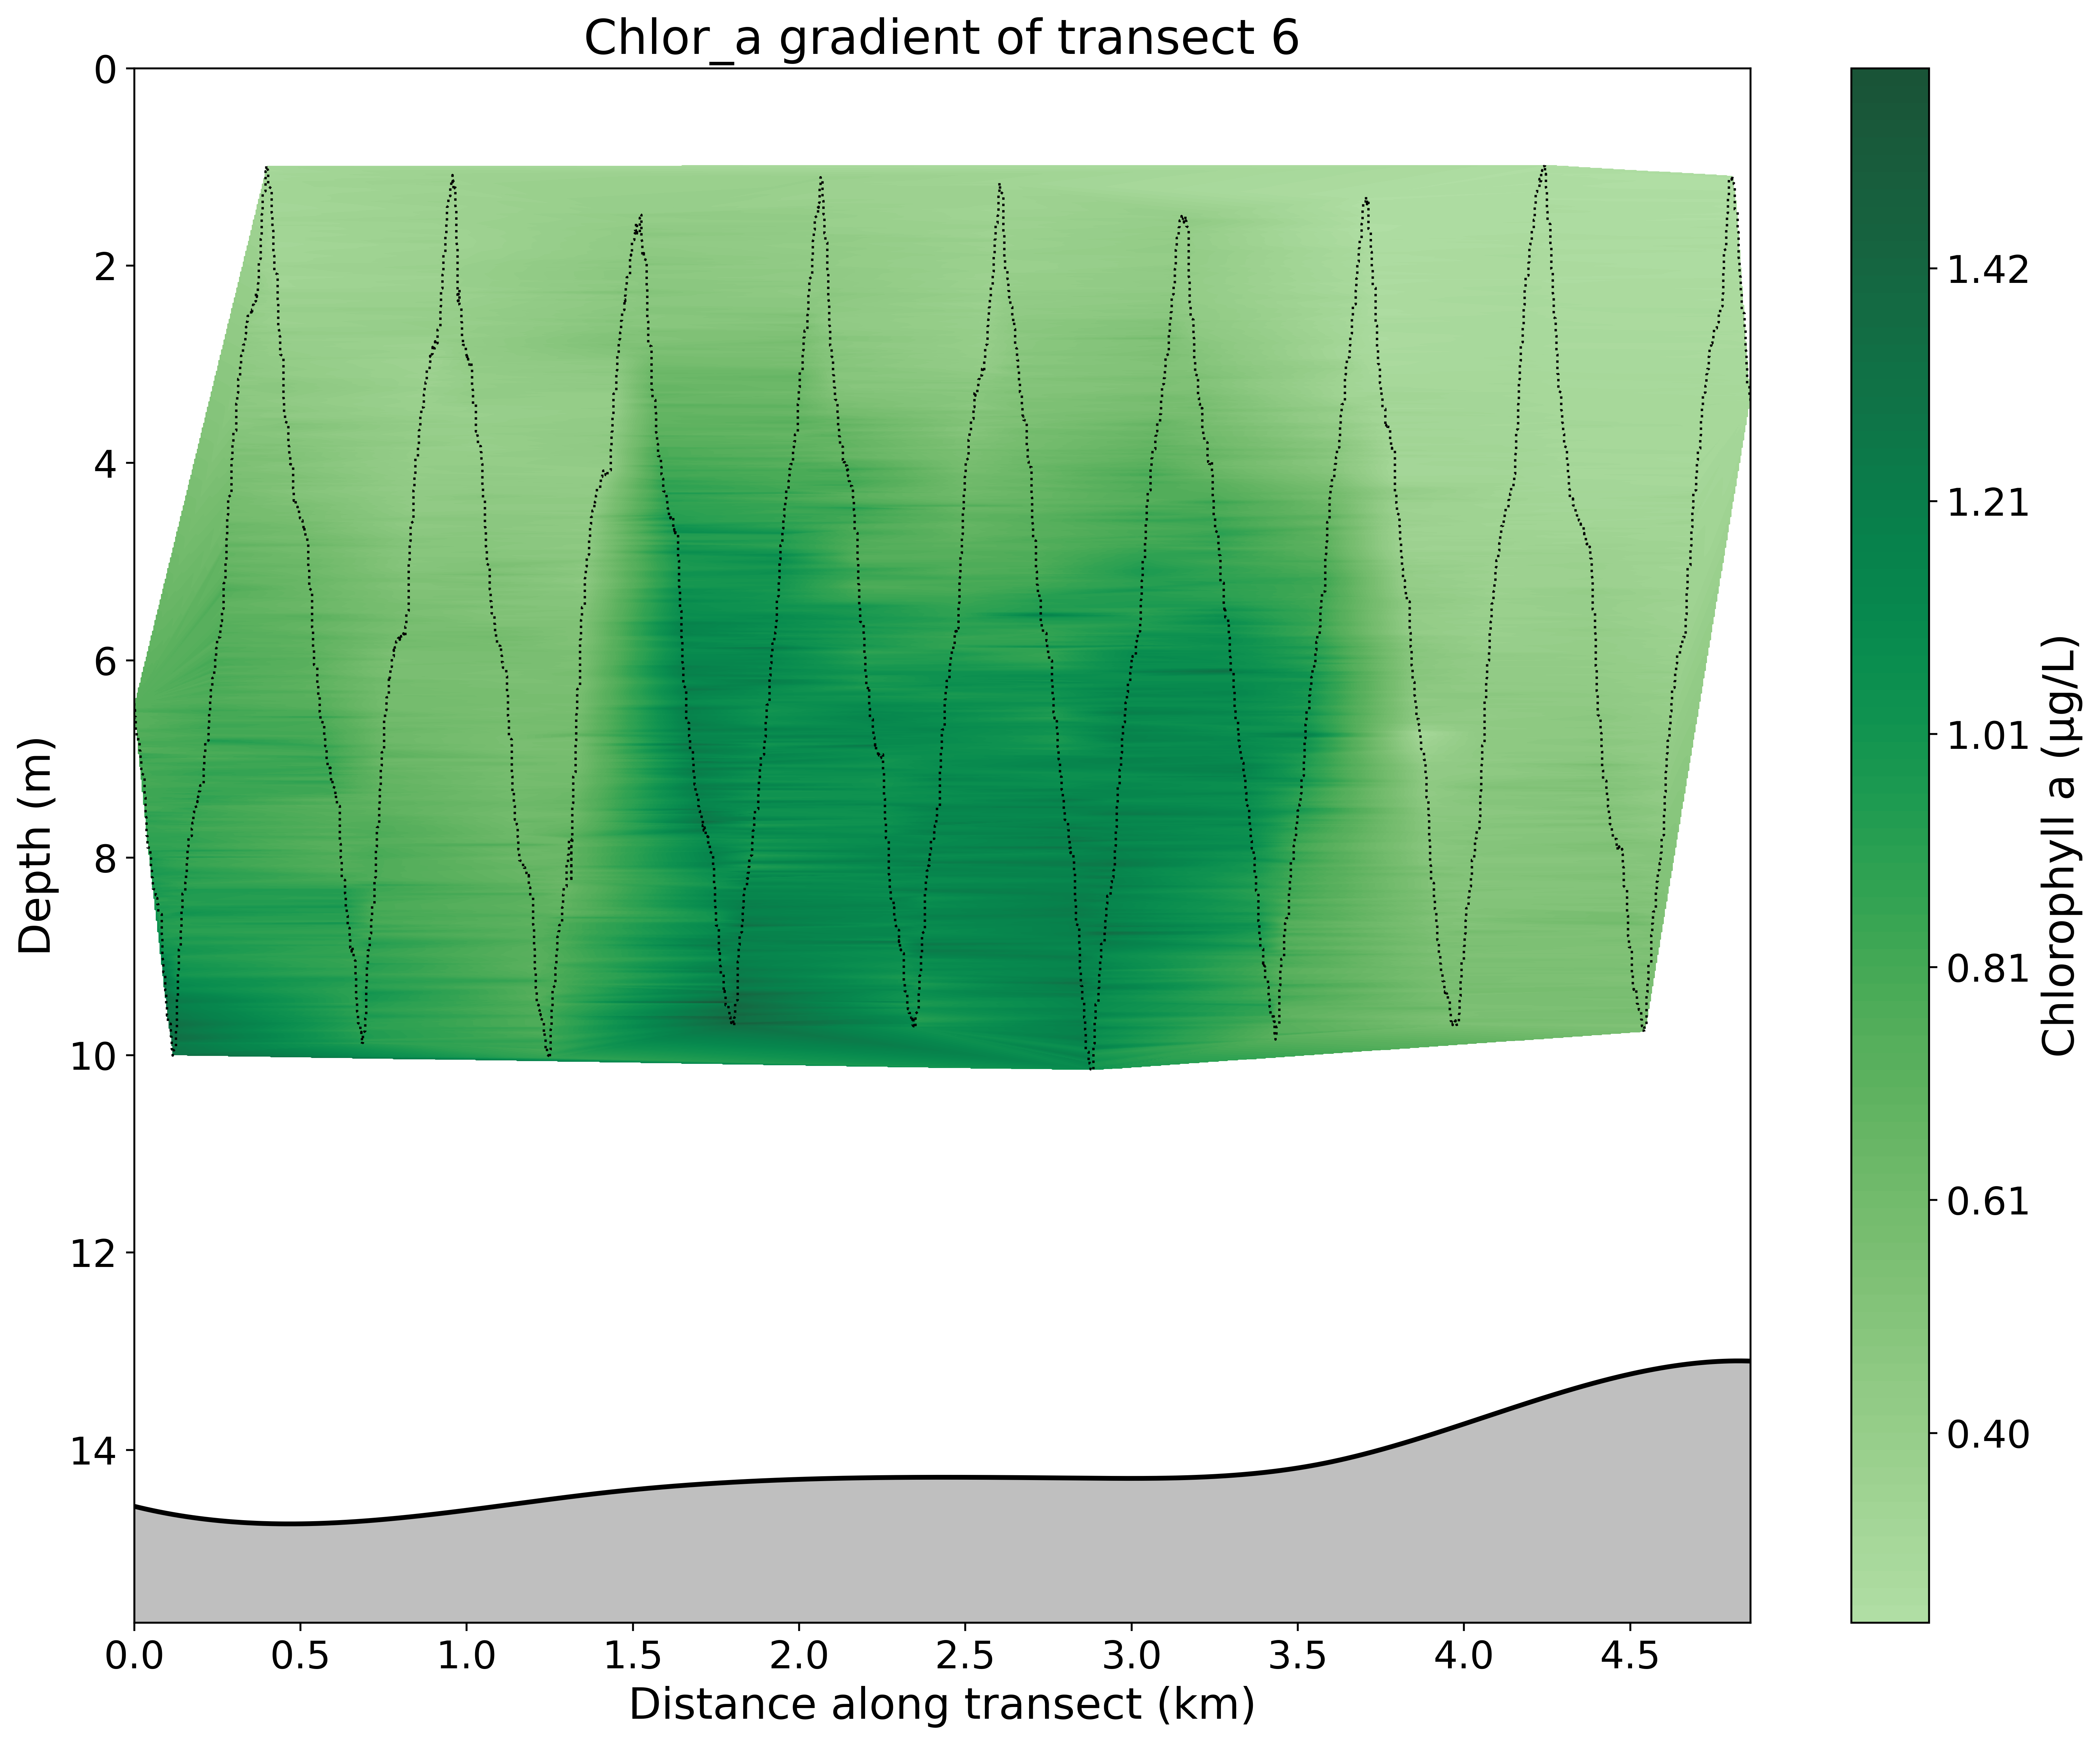 Chlor_a gradient of transect 6
0
2
4
6
8
10
12
14
Depth (m)
0.0 0.5 1.0 1.5 2.0 2.5 3.0 3.5 4.0 4.5
Distance along transect (km)
1.42
1.21
1.01
0.81
0.61
0.40
Chlorophyll a (µg/L)